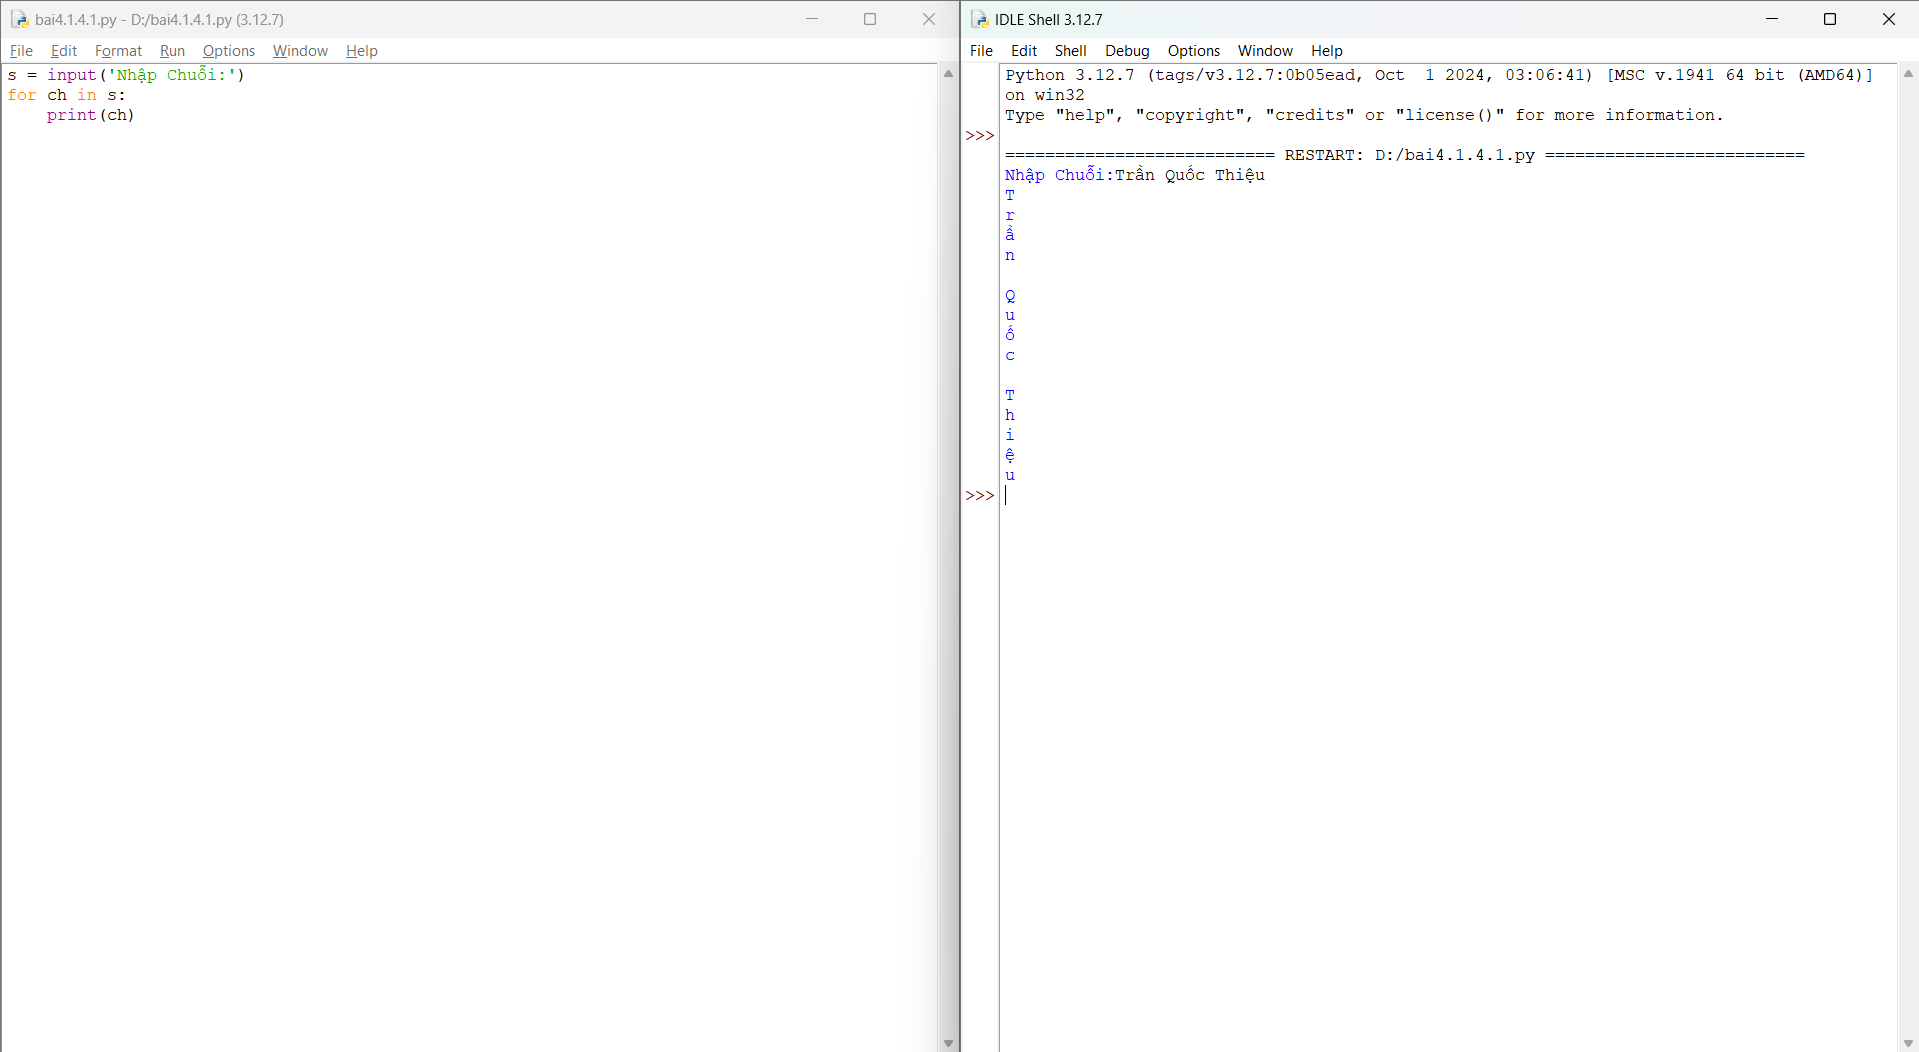 bai4.1.4.1.py - D:/bai4.1.4.1.py (3.12.7)
File Edit Format Run Options Window Help
s = input('Nhập Chuỗi:')
for ch in s:
    print(ch)
IDLE Shell 3.12.7
File Edit Shell Debug Options Window Help
Python 3.12.7 (tags/v3.12.7:0b05ead, Oct  1 2024, 03:06:41) [MSC v.1941 64 bit (AMD64)]
on win32
Type "help", "copyright", "credits" or "license()" for more information.
>>>
=========================== RESTART: D:/bai4.1.4.1.py ==========================
Nhập Chuỗi:Trần Quốc Thiệu
T
r
ầ
n

Q
u
ố
c

T
h
i
ệ
u
>>>